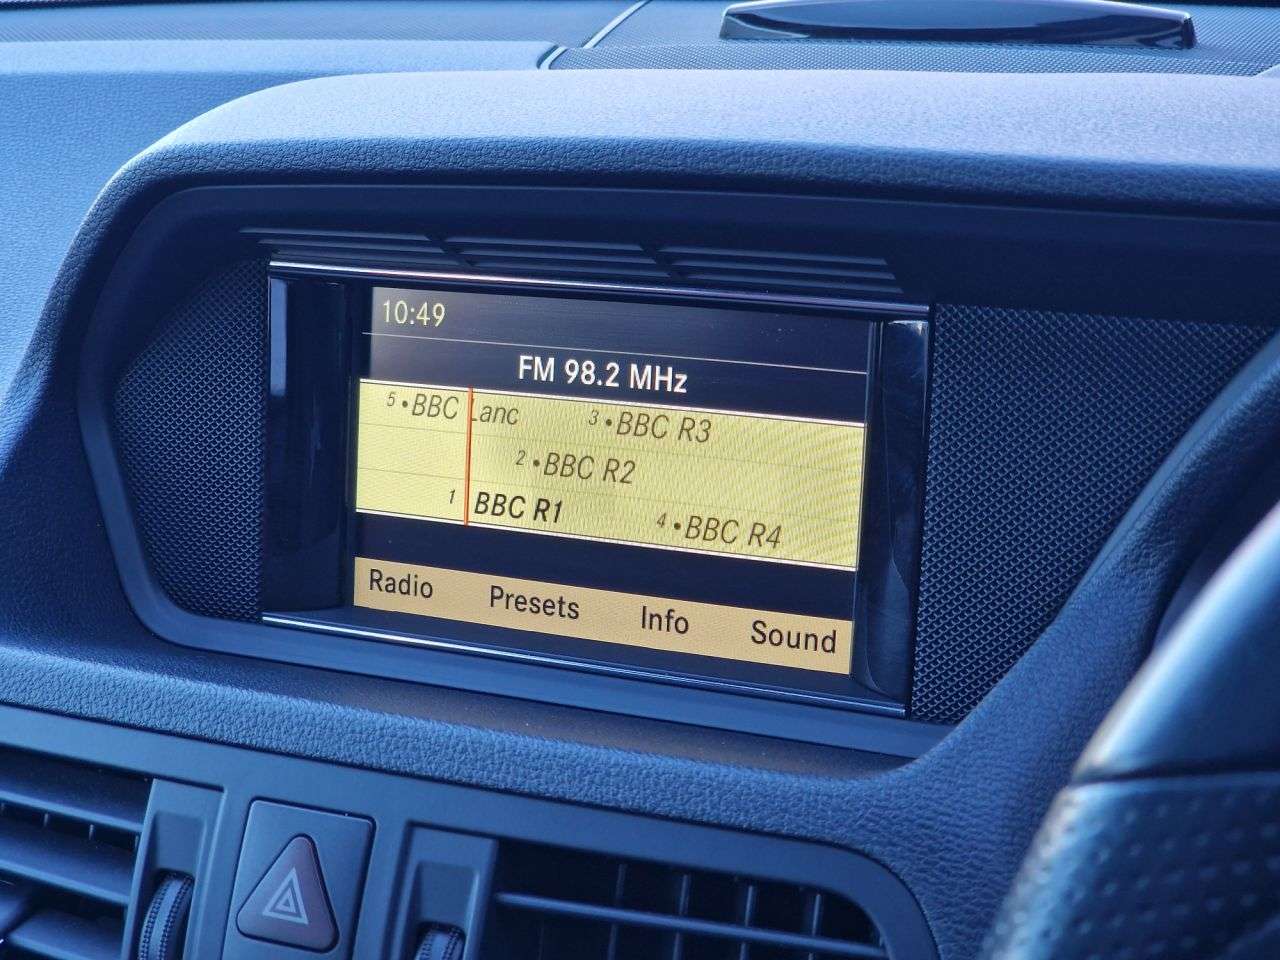 10:49
FM 98.2 MHz
5 •BBC Lanc 3 •BBC R3
2 •BBC R2
1 BBC R1 4 •BBC R4
Radio Presets Info Sound